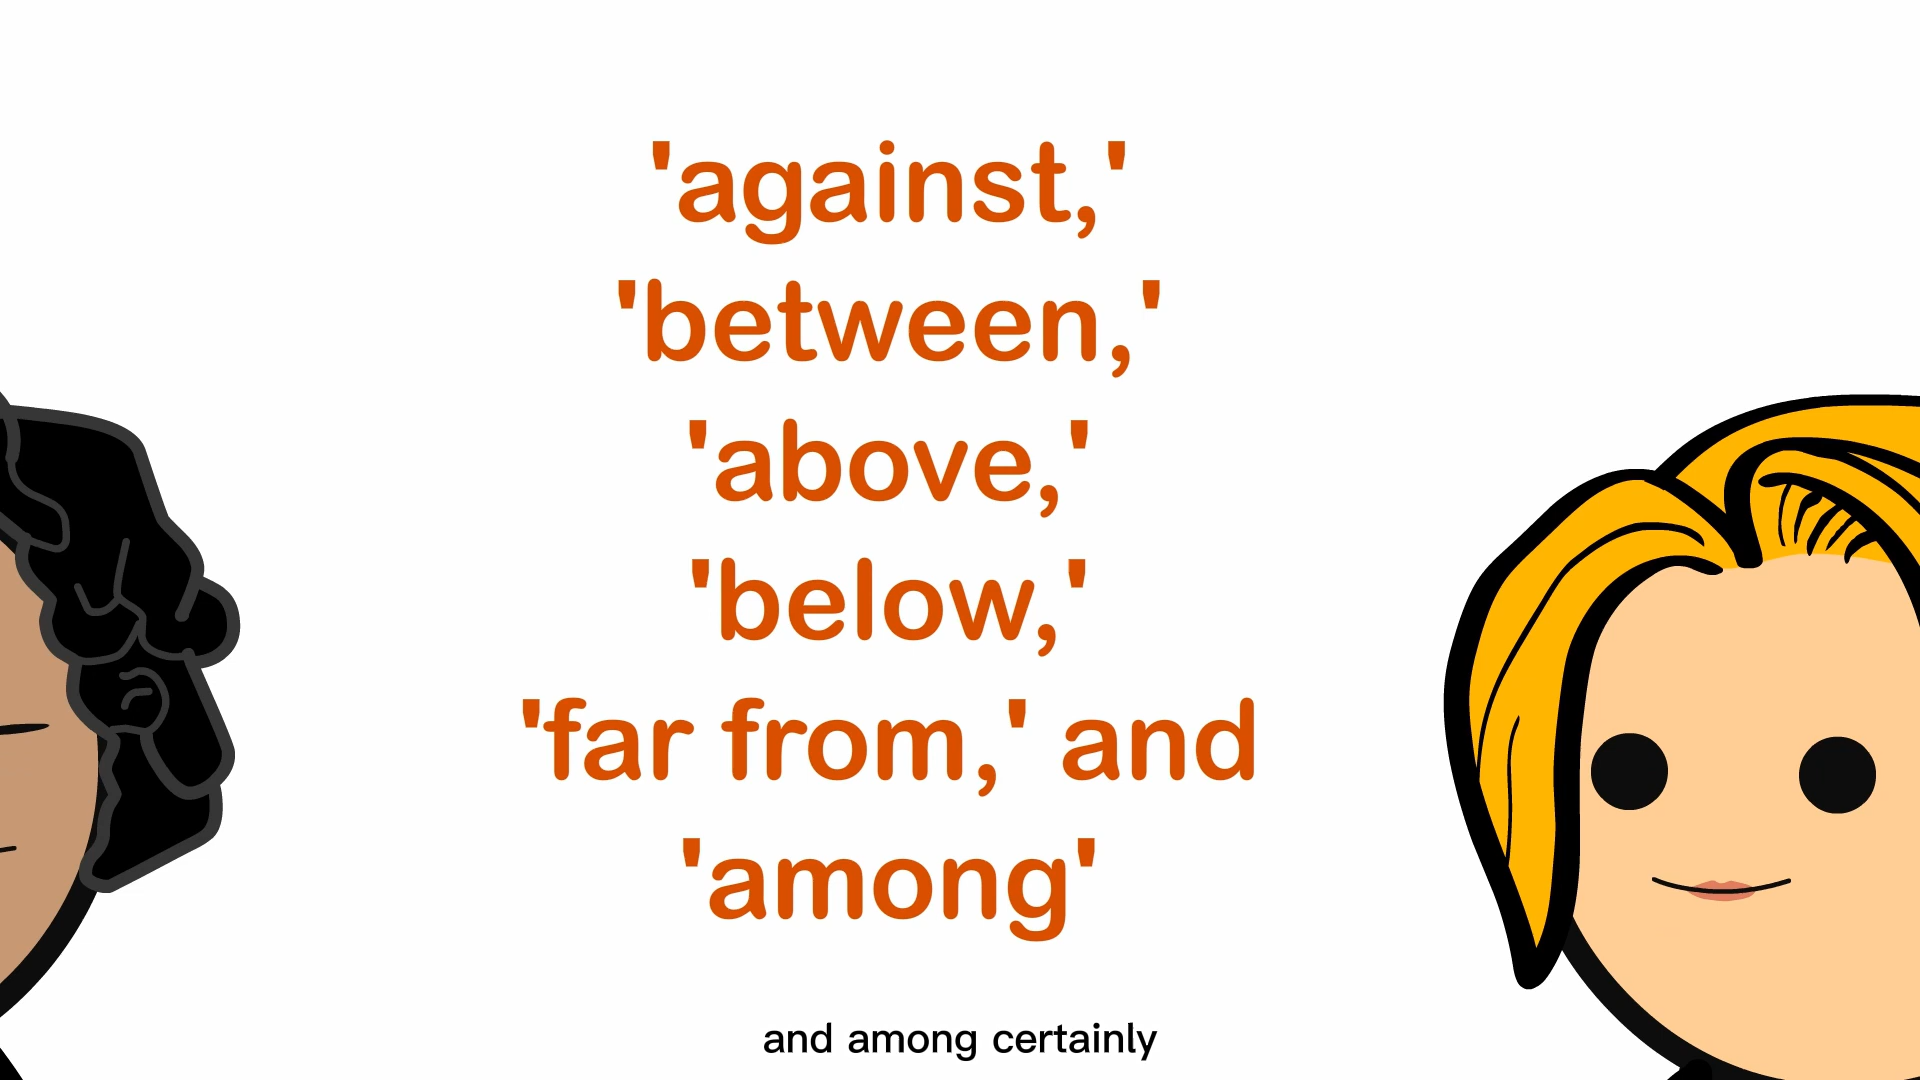 'against,'
'between,'
'above,'
'below,'
'far from,' and
'among'
and among certainly